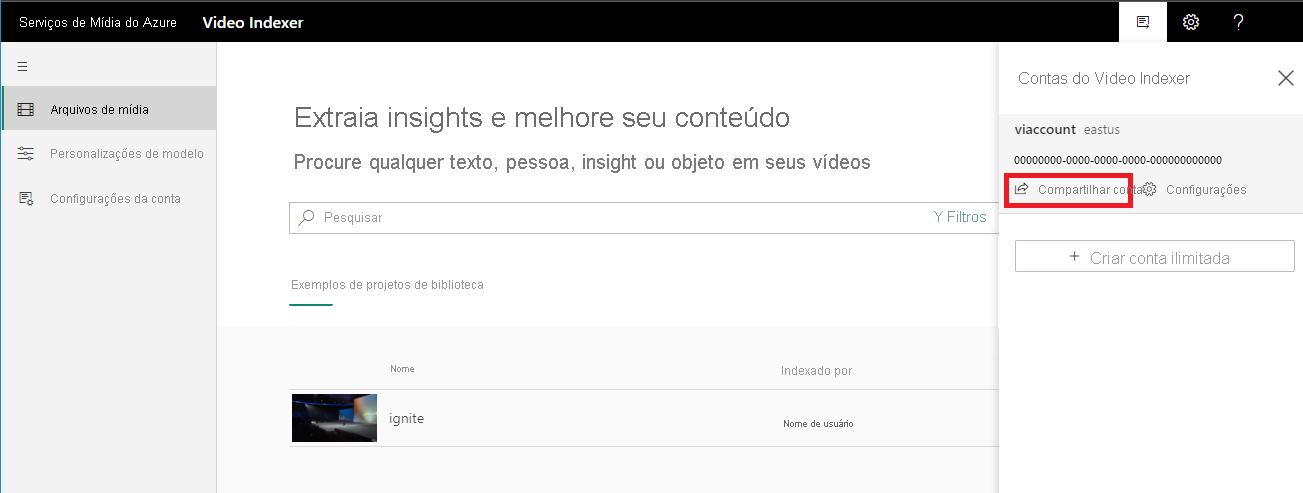 Serviços de Mídia do Azure
Video Indexer
?
Arquivos de mídia
Personalizações de modelo
Configurações da conta
Extraia insights e melhore seu conteúdo
Procure qualquer texto, pessoa, insight ou objeto em seus vídeos
Pesquisar
Y Filtros
Exemplos de projetos de biblioteca
Nome
Indexado por
ignite
Nome de usuário
Contas do Video Indexer
viaccount eastus
00000000-0000-0000-0000-000000000000
Compartilhar conta
Configurações
+ Criar conta ilimitada